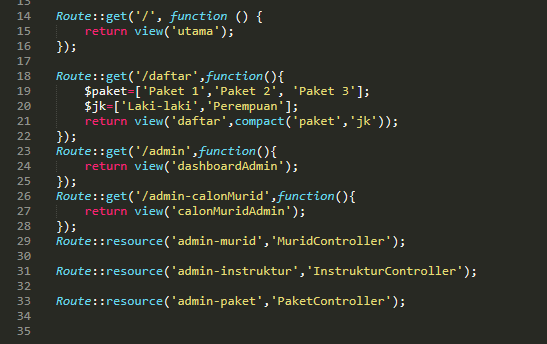 13
14 Route::get('/', function () {
15 return view('utama');
16 });
17
18 Route::get('/daftar',function(){
19 $paket=['Paket 1','Paket 2', 'Paket 3'];
20 $jk=['Laki-laki','Perempuan'];
21 return view('daftar',compact('paket','jk'));
22 });
23 Route::get('/admin',function(){
24 return view('dashboardAdmin');
25 });
26 Route::get('/admin-calonMurid',function(){
27 return view('calonMuridAdmin');
28 });
29 Route::resource('admin-murid','MuridController');
30
31 Route::resource('admin-instruktur','InstrukturController');
32
33 Route::resource('admin-paket','PaketController');
34
35